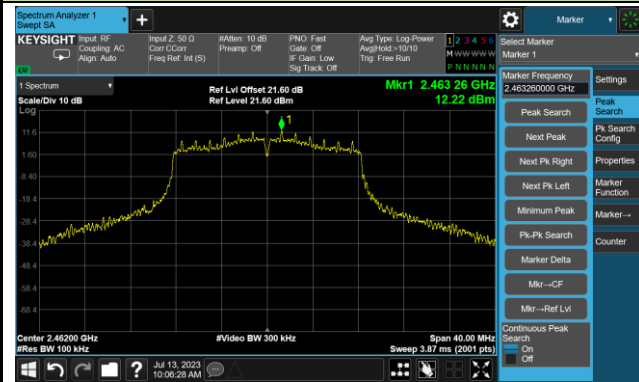 Spectrum Analyzer 1
Swept SA
+
Marker
KEYSIGHT
Input: RF
Coupling: AC
Align: Auto
Input Z: 50 Ω
Corr CCorr
Freq Ref: Int (S)
#Atten: 10 dB
Preamp: Off
PNO: Fast
Gate: Off
IF Gain: Low
Sig Track: Off
Avg Type: Log-Power
Avg|Hold:>10/10
Trig: Free Run
1 2 3 4 5 6
M W W W W W
P N N N N N
LW
Select Marker
Marker 1
1 Spectrum
Scale/Div 10 dB
Log
Ref Lvl Offset 21.60 dB
Ref Level 21.60 dBm
Mkr1 2.463 26 GHz
12.22 dBm
1
11.6
1.60
-8.40
-18.4
-28.4
-38.4
-48.4
-58.4
-68.4
Center 2.46200 GHz
#Res BW 100 kHz
#Video BW 300 kHz
Span 40.00 MHz
Sweep 3.87 ms (2001 pts)
Marker Frequency
2.463260000 GHz
Peak Search
Next Peak
Next Pk Right
Next Pk Left
Minimum Peak
Pk-Pk Search
Marker Delta
Mkr→CF
Mkr→Ref Lvl
Continuous Peak
Search
On
Off
Settings
Peak
Search
Pk Search
Config
Properties
Marker
Function
Marker→
Counter
?
Jul 13, 2023
10:06:28 AM